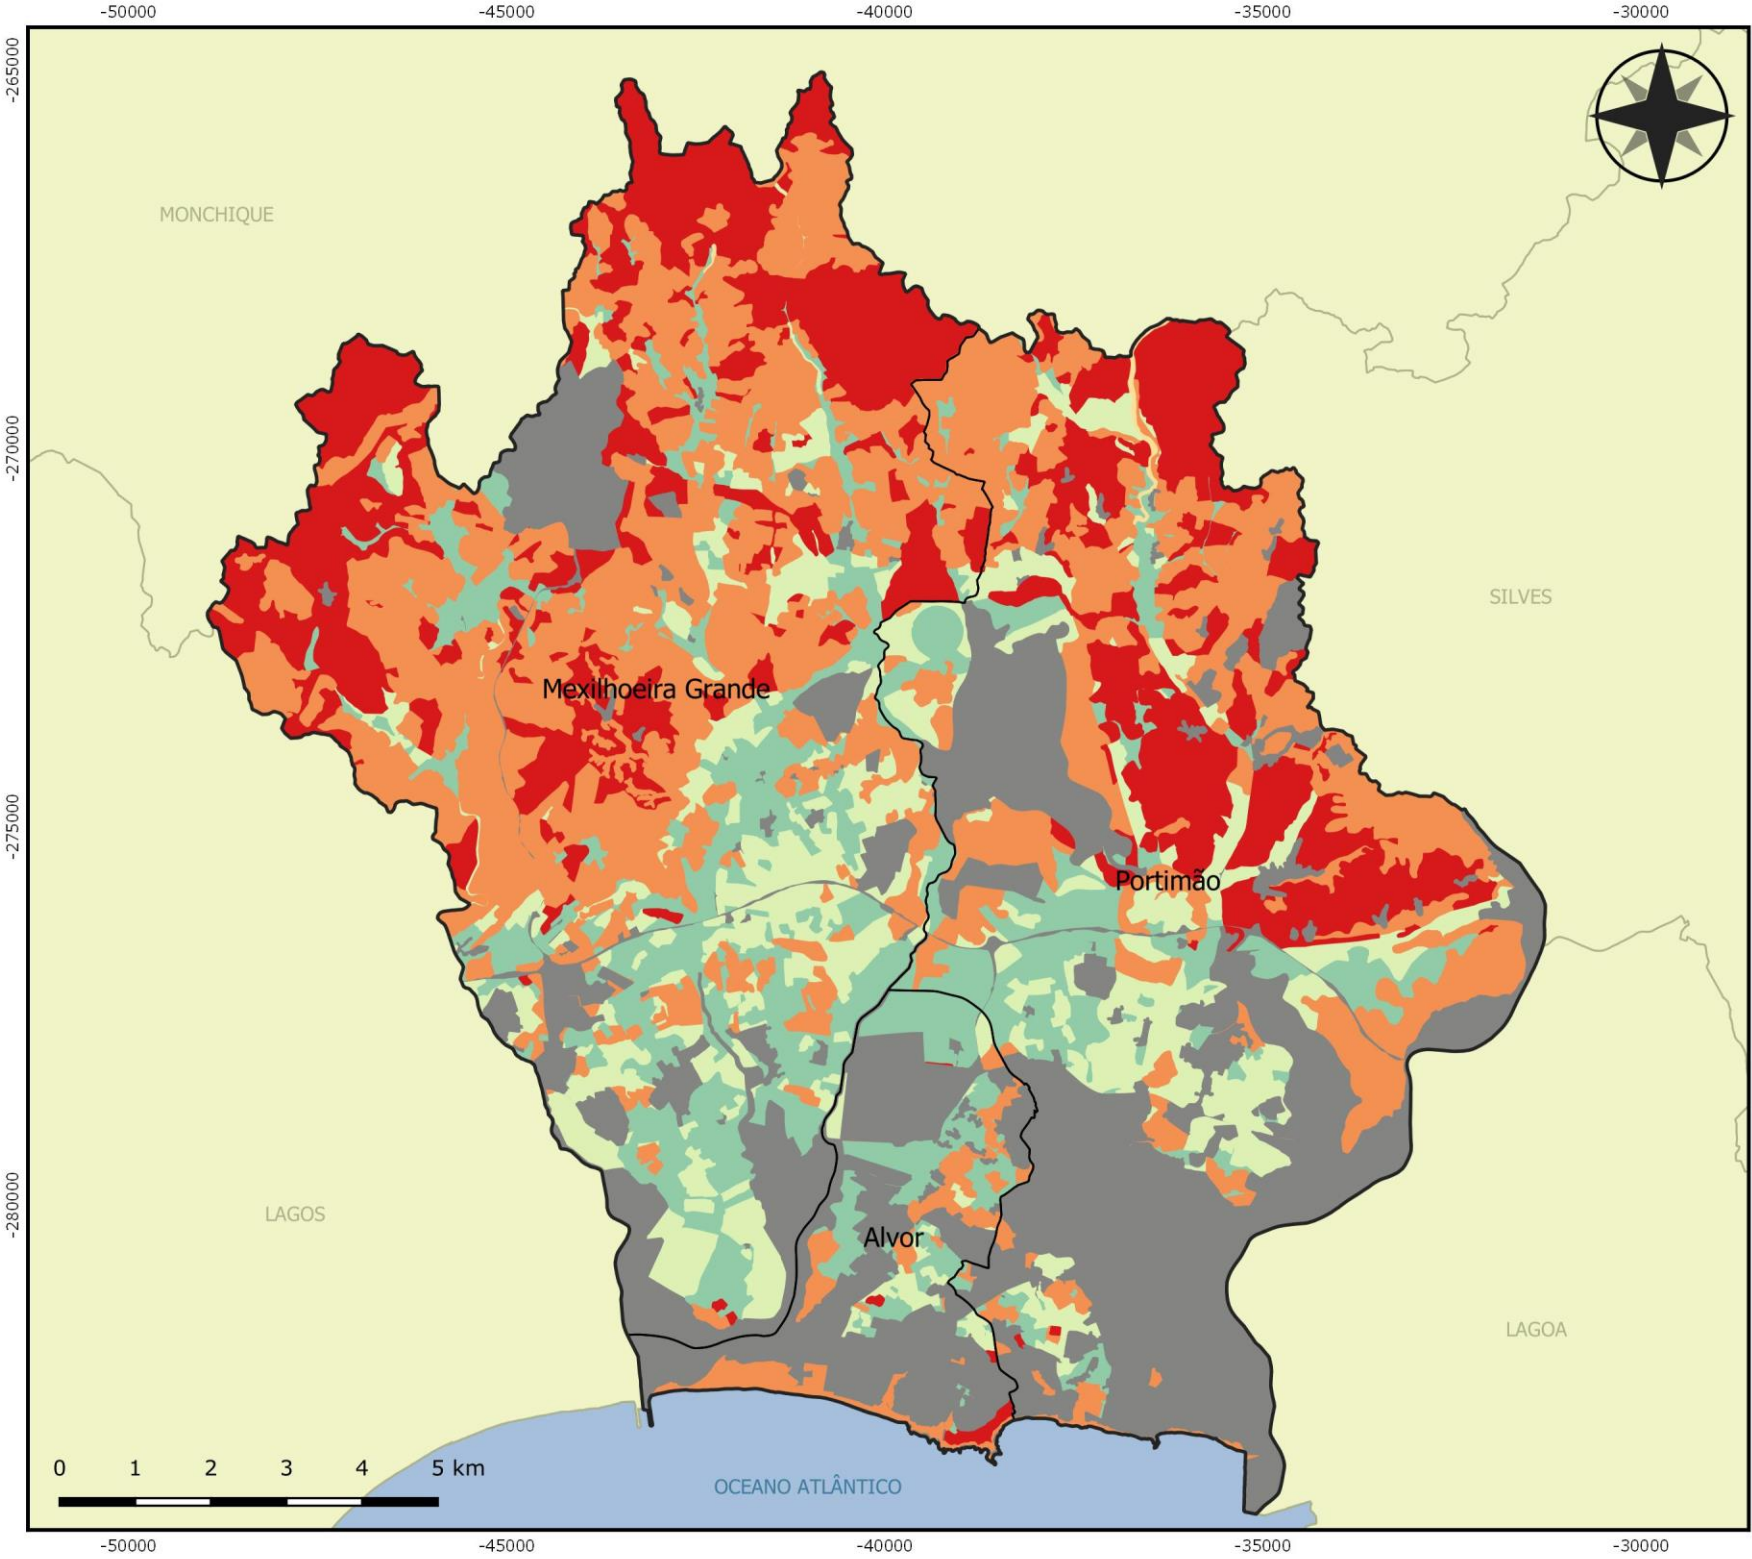 -50000 -45000 -40000 -35000 -30000
-265000
MONCHIQUE
-270000
SILVES
Mexilhoeira Grande
-275000
Portimão
-280000
LAGOS
Alvor
LAGOA
0 1 2 3 4 5 km
OCEANO ATLÂNTICO
-50000 -45000 -40000 -35000 -30000